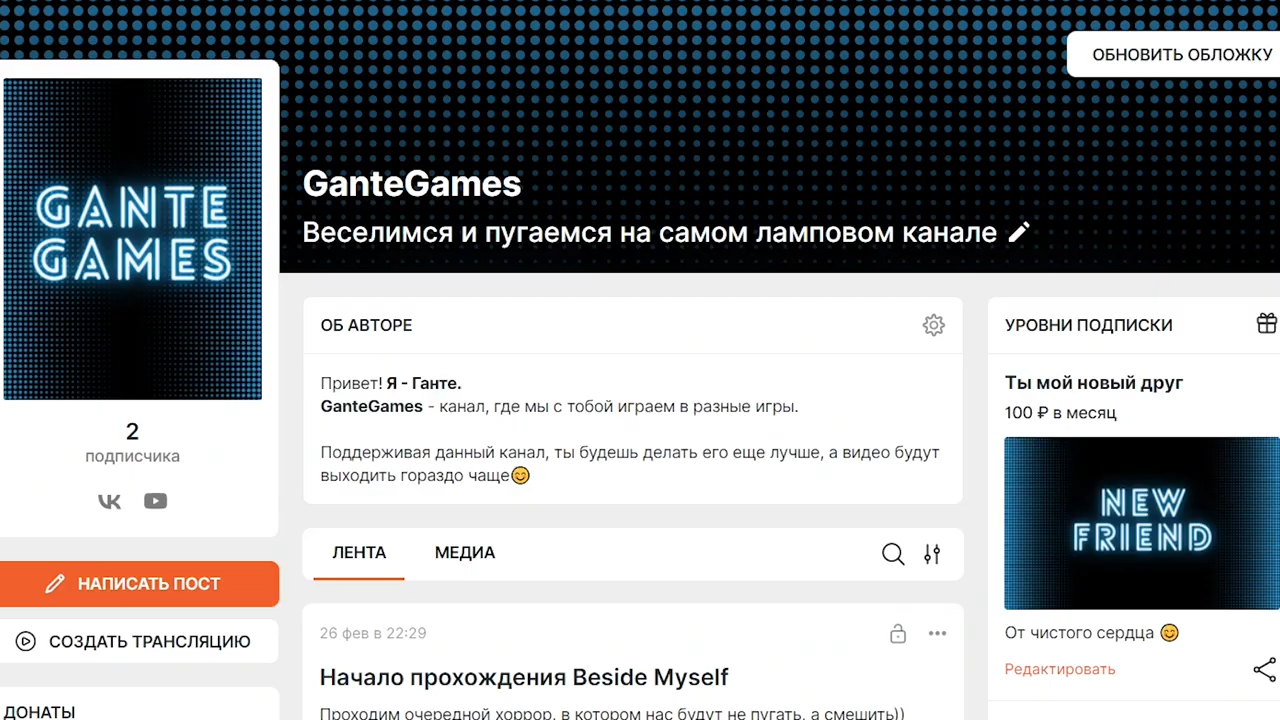 ОБНОВИТЬ ОБЛОЖКУ
GANTE
GAMES
GanteGames
Веселимся и пугаемся на самом ламповом канале
2
подписчика
НАПИСАТЬ ПОСТ
СОЗДАТЬ ТРАНСЛЯЦИЮ
ДОНАТЫ
ОБ АВТОРЕ
Привет! Я - Ганте.
GanteGames - канал, где мы с тобой играем в разные игры.
Поддерживая данный канал, ты будешь делать его еще лучше, а видео будут
выходить гораздо чаще😊
ЛЕНТА МЕДИА
26 фев в 22:29
Начало прохождения Beside Myself
Проходим очередной хоррор, в котором нас будут не пугать, а смешить))
УРОВНИ ПОДПИСКИ
Ты мой новый друг
100 ₽ в месяц
NEW
FRIEND
От чистого сердца 😊
Редактировать